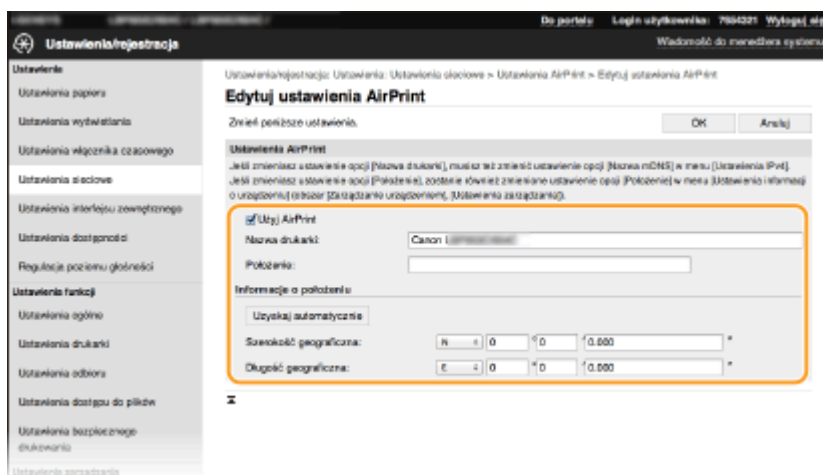 Do portalu Login użytkownika: 7654321 Wyloguj się
Ustawienia/rejestracja
Wiadomość do menedżera systemu
Ustawienia
Ustawienia papieru
Ustawienia wyświetlania
Ustawienia włącznika czasowego
Ustawienia sieciowe
Ustawienia interfejsu zewnętrznego
Ustawienia dostępności
Regulacja poziomu głośności
Ustawienia funkcji
Ustawienia ogólne
Ustawienia drukarki
Ustawienia odbioru
Ustawienia dostępu do plików
Ustawienia bezpiecznego
drukowania
Ustawienia zarządzania
Ustawienia/rejestracja: Ustawienia: Ustawienia sieciowe > Ustawienia AirPrint > Edytuj ustawienia AirPrint
Edytuj ustawienia AirPrint
Zmień poniższe ustawienia.
OK Anuluj
Ustawienia AirPrint
Jeśli zmieniasz ustawienie opcji [Nazwa drukarki], musisz też zmienić ustawienie opcji [Nazwa mDNS] w menu [Ustawienia IPv4].
Jeśli zmieniasz ustawienie opcji [Położenie], zostanie również zmienione ustawienie opcji [Położenie] w menu [Ustawienia informacji
o urządzeniu] (obszar [Zarządzanie urządzeniem], [Ustawienia zarządzania]).
Użyj AirPrint
Nazwa drukarki: Canon
Położenie:
Informacje o położeniu
Uzyskaj automatycznie
Szerokość geograficzna: N 0 ° 0 ' 0.000 "
Długość geograficzna: E 0 ° 0 ' 0.000 "